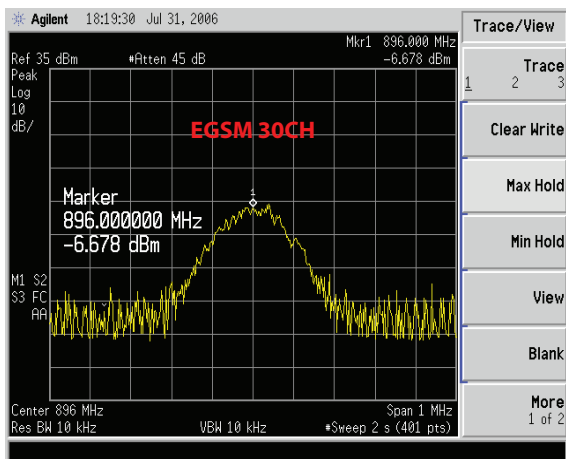 Agilent 18:19:30 Jul 31, 2006
Trace/View
Mkr1 896.000 MHz
Ref 35 dBm #Atten 45 dB -6.678 dBm
Peak
Log
10
dB/
EGSM 30CH
1
Marker
896.000000 MHz
-6.678 dBm
M1 S2
S3 FC
AA
Center 896 MHz Span 1 MHz
Res BW 10 kHz VBW 10 kHz #Sweep 2 s (401 pts)
Trace
1 2 3
Clear Write
Max Hold
Min Hold
View
Blank
More
1 of 2